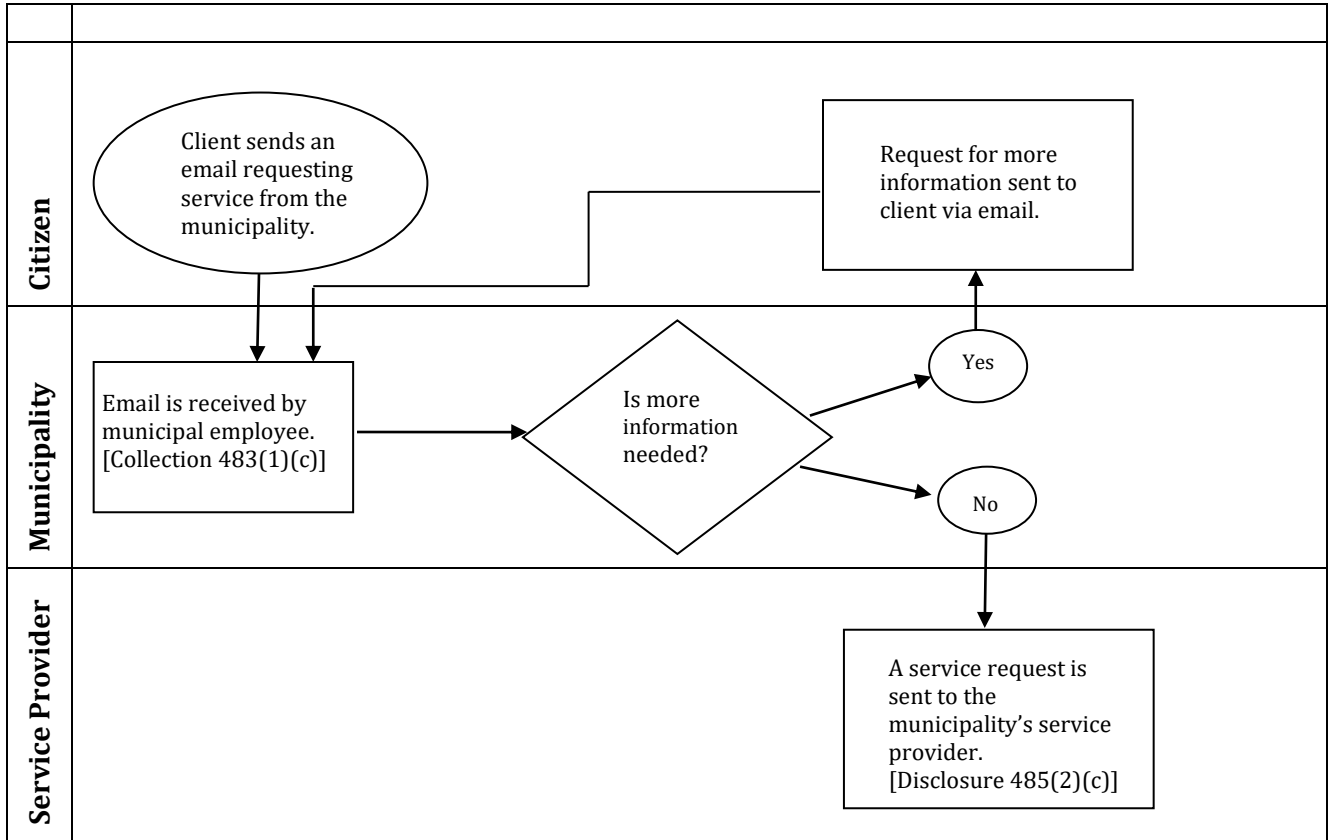 Citizen
Client sends an
email requesting
service from the
municipality.
Request for more
information sent to
client via email.
Municipality
Email is received by
municipal employee.
[Collection 483(1)(c)]
Is more
information
needed?
Yes
No
Service Provider
A service request is
sent to the
municipality’s service
provider.
[Disclosure 485(2)(c)]